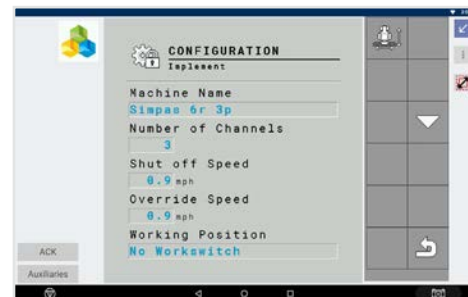 CONFIGURATION
Implement
Machine Name
Simpas 6r 3p
Number of Channels
3
Shut off Speed
0.9 mph
Override Speed
0.9 mph
Working Position
No Workswitch
ACK
Auxiliaries